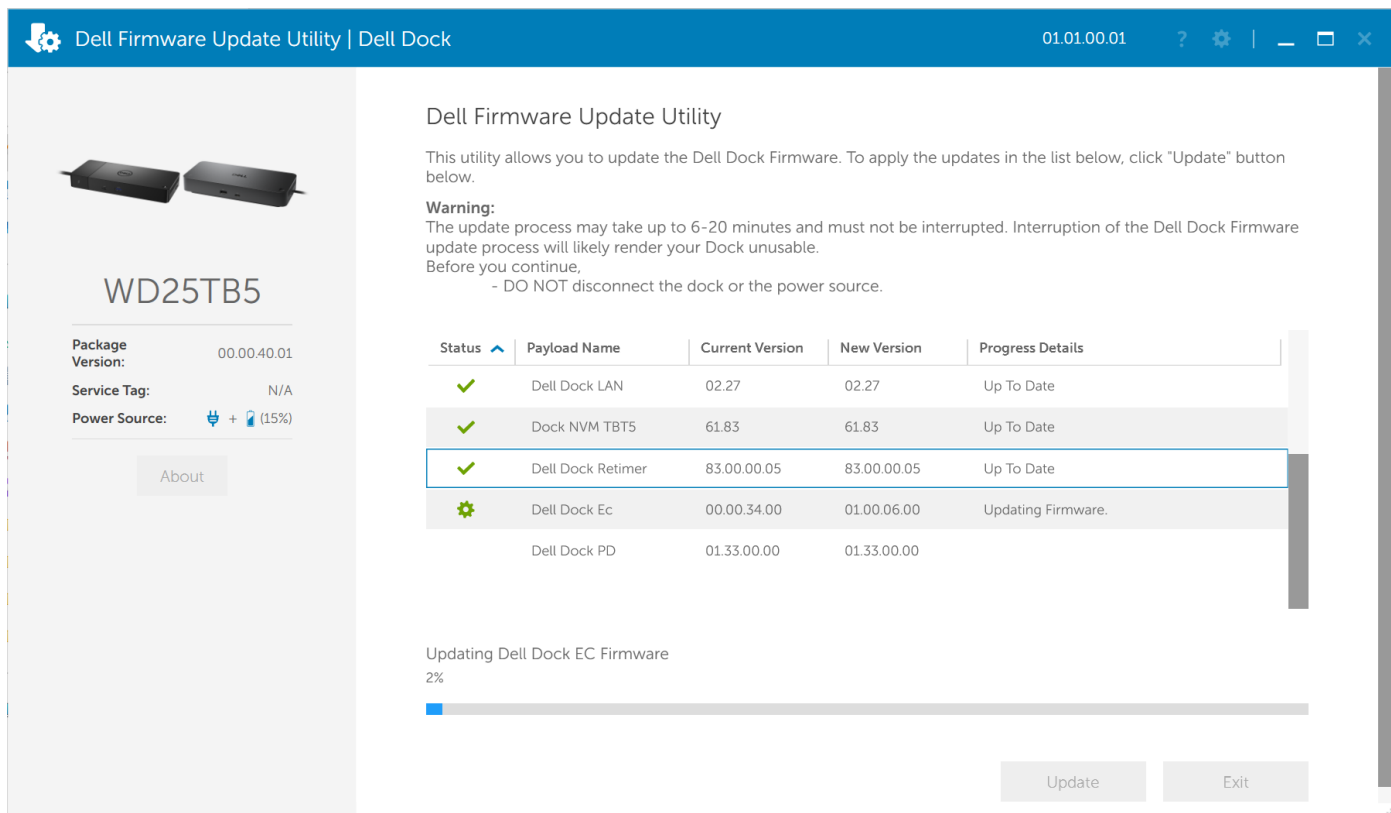 Dell Firmware Update Utility | Dell Dock
01.01.00.01
?
WD25TB5
Package Version: 00.00.40.01
Service Tag: N/A
Power Source: + (15%)
About
Dell Firmware Update Utility
This utility allows you to update the Dell Dock Firmware. To apply the updates in the list below, click "Update" button
below.
Warning:
The update process may take up to 6-20 minutes and must not be interrupted. Interruption of the Dell Dock Firmware
update process will likely render your Dock unusable.
Before you continue,
- DO NOT disconnect the dock or the power source.
Status Payload Name Current Version New Version Progress Details
Dell Dock LAN 02.27 02.27 Up To Date
Dock NVM TBT5 61.83 61.83 Up To Date
Dell Dock Retimer 83.00.00.05 83.00.00.05 Up To Date
Dell Dock Ec 00.00.34.00 01.00.06.00 Updating Firmware.
Dell Dock PD 01.33.00.00 01.33.00.00
Updating Dell Dock EC Firmware
2%
Update Exit